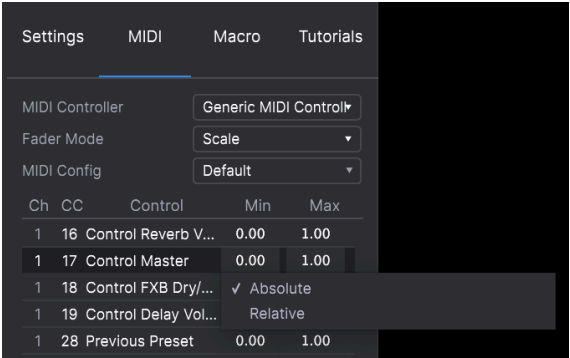 Settings MIDI Macro Tutorials
MIDI Controller Generic MIDI Controll
Fader Mode Scale
MIDI Config Default
Ch CC Control Min Max
1 16 Control Reverb V... 0.00 1.00
1 17 Control Master 0.00 1.00
1 18 Control FXB Dry/... ✓ Absolute
1 19 Control Delay Vol... Relative
1 28 Previous Preset 0.00 1.00